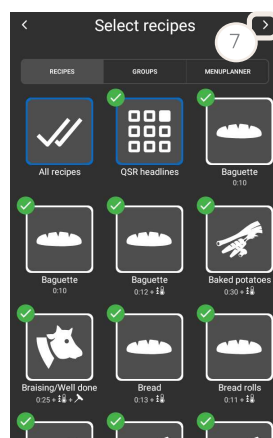 Select recipes
7
RECIPES GROUPS MENUPLANNER
All recipes QSR headlines Baguette
0:10
Baguette Baguette Baked potatoes
0:10 0:12 + 0:30 +
Braising/Well done Bread Bread rolls
0:25 + + 0:13 + 0:11 +